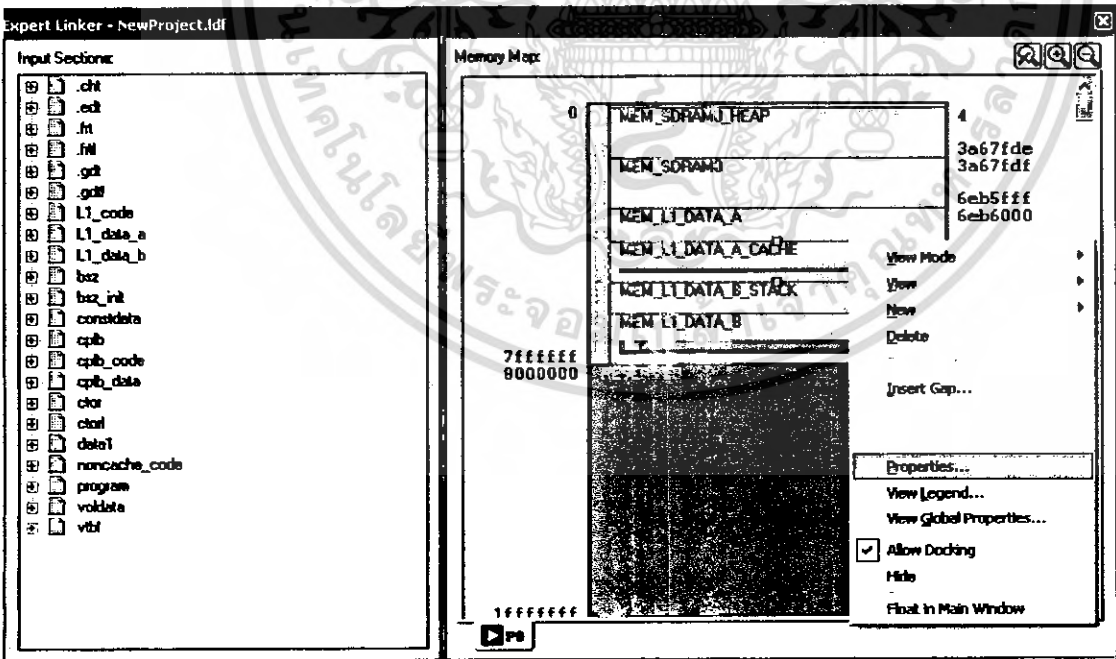 Expert Linker - NewProject.ldf
Input Sections:
.cht
.edt
.frt
.gdt
L1_code
L1_data_a
L1_data_b
bsz
bsz_init
constdata
cplb
cplb_code
cplb_data
ctor
ctorl
data1
noncache_code
program
voldata
vtbl
Memory Map:
0
MEM_SDRAM0_HEAP
4
3a67fde
3a67fdf
MEM_SDRAM0
6eb5fff
6eb6000
MEM_L1_DATA_A
MEM_L1_DATA_A_CACHE
MEM_L1_DATA_B_STACK
MEM_L1_DATA_B
7ffffff
8000000
1fffffff
P0
View Mode
View
New
Delete
Insert Gap...
Properties...
View Legend...
View Global Properties...
Allow Docking
Hide
Float in Main Window